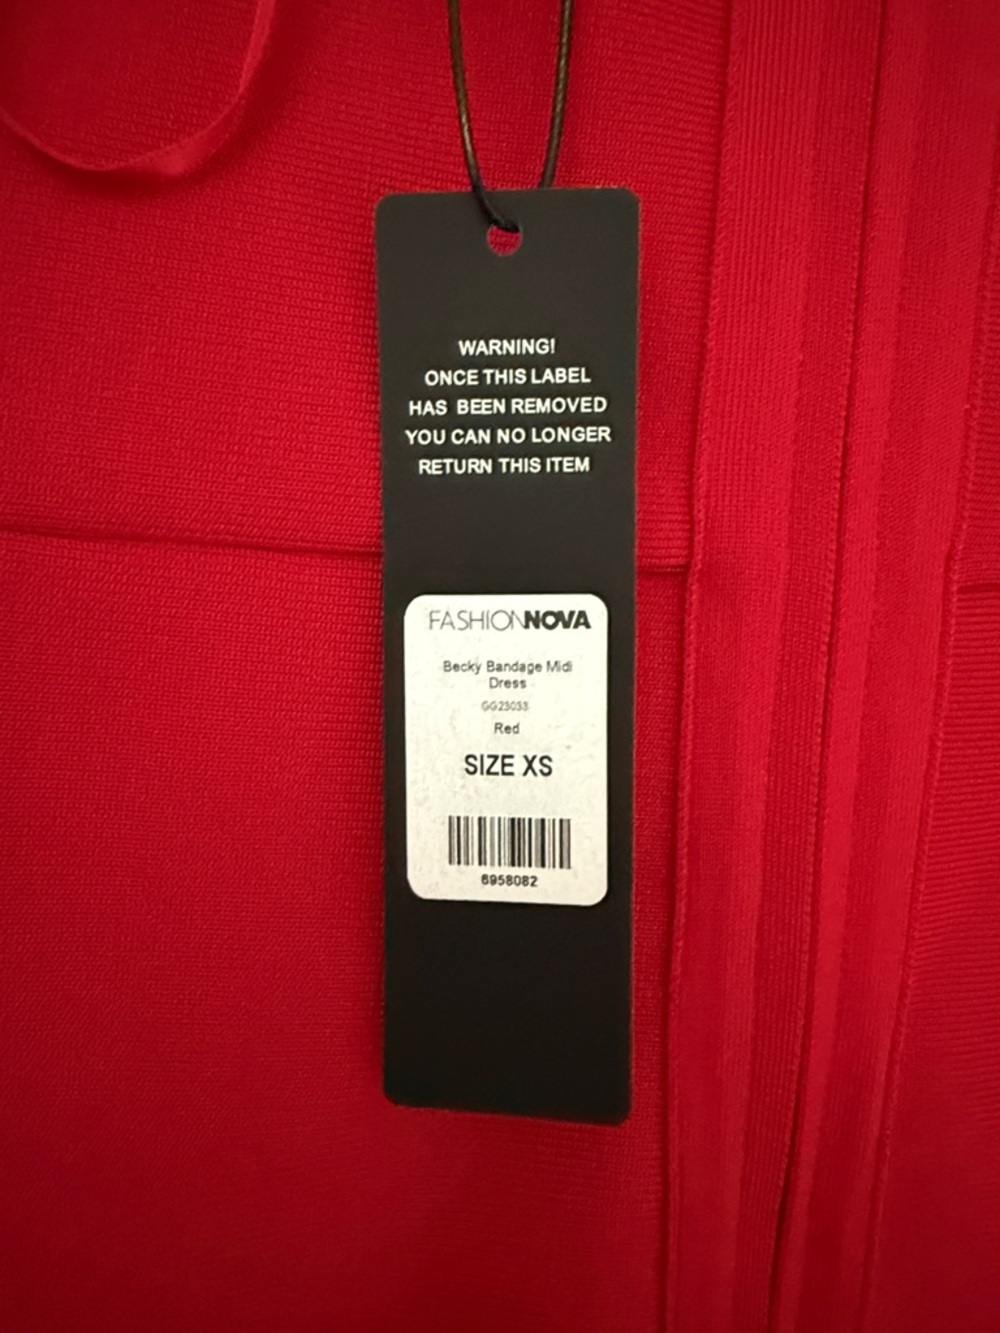 WARNING!
ONCE THIS LABEL
HAS BEEN REMOVED
YOU CAN NO LONGER
RETURN THIS ITEM
FASHIONNOVA
Becky Bandage Midi
Dress
GG23033
Red
SIZE XS
6958082